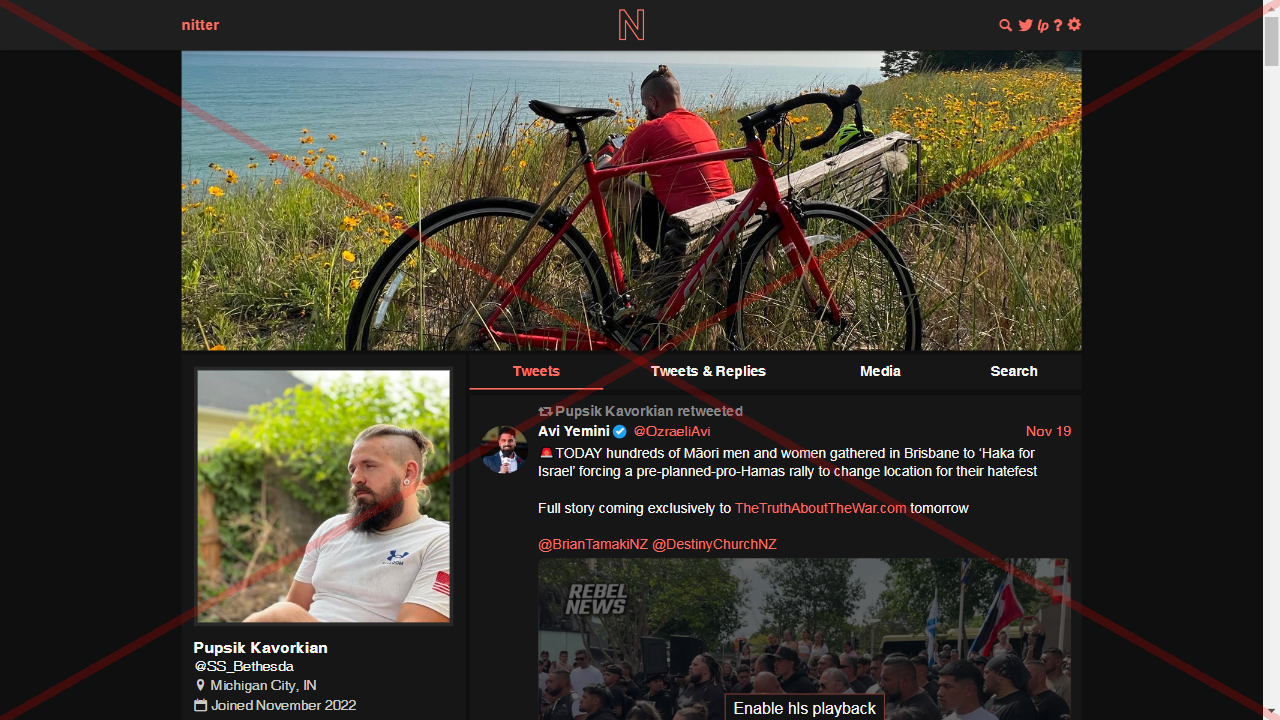 nitter
N
lp ?
Tweets
Tweets & Replies
Media
Search
Pupsik Kavorkian retweeted
Avi Yemini @OzraeliAvi
Nov 19
🚨TODAY hundreds of Māori men and women gathered in Brisbane to ‘Haka for
Israel’ forcing a pre-planned-pro-Hamas rally to change location for their hatefest
Full story coming exclusively to TheTruthAboutTheWar.com tomorrow
@BrianTamakiNZ @DestinyChurchNZ
REBEL
NEWS
Enable hls playback
Pupsik Kavorkian
@SS_Bethesda
Michigan City, IN
Joined November 2022